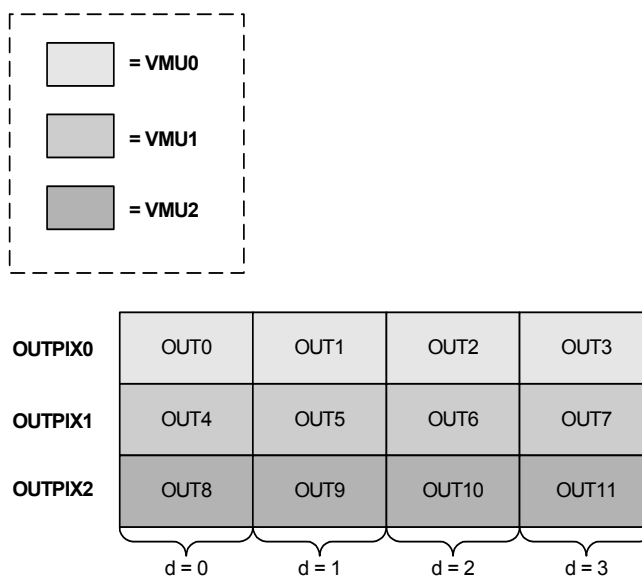 = VMU0
= VMU1
= VMU2
OUTPIX0 OUT0 OUT1 OUT2 OUT3
OUTPIX1 OUT4 OUT5 OUT6 OUT7
OUTPIX2 OUT8 OUT9 OUT10 OUT11
d = 0 d = 1 d = 2 d = 3